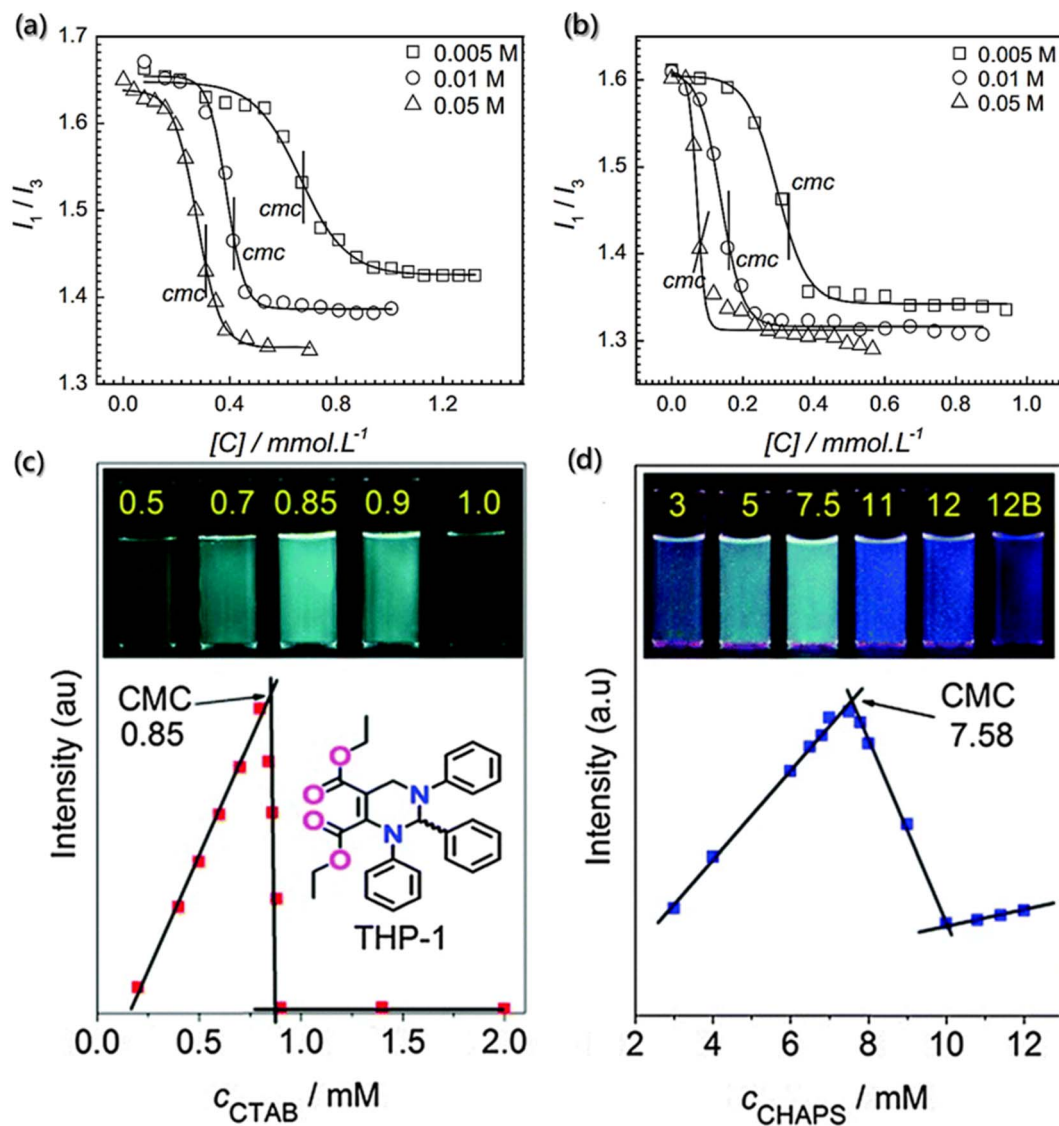 (a)
1.7
1.6
1.5
1.4
1.3
I₁ / I₃
0.005 M
0.01 M
0.05 M
cmc
cmc
cmc
0.0 0.4 0.8 1.2
[C] / mmol.L⁻¹
(b)
1.6
1.5
1.4
1.3
I₁ / I₃
0.005 M
0.01 M
0.05 M
cmc
cmc
cmc
0.0 0.2 0.4 0.6 0.8 1.0
[C] / mmol.L⁻¹
(c)
0.5 0.7 0.85 0.9 1.0
Intensity (au)
CMC
0.85
O
O
N
O
N
O
THP-1
0.0 0.5 1.0 1.5 2.0
cCTAB / mM
(d)
3 5 7.5 11 12 12B
Intensity (a.u)
CMC
7.58
2 4 6 8 10 12
cCHAPS / mM